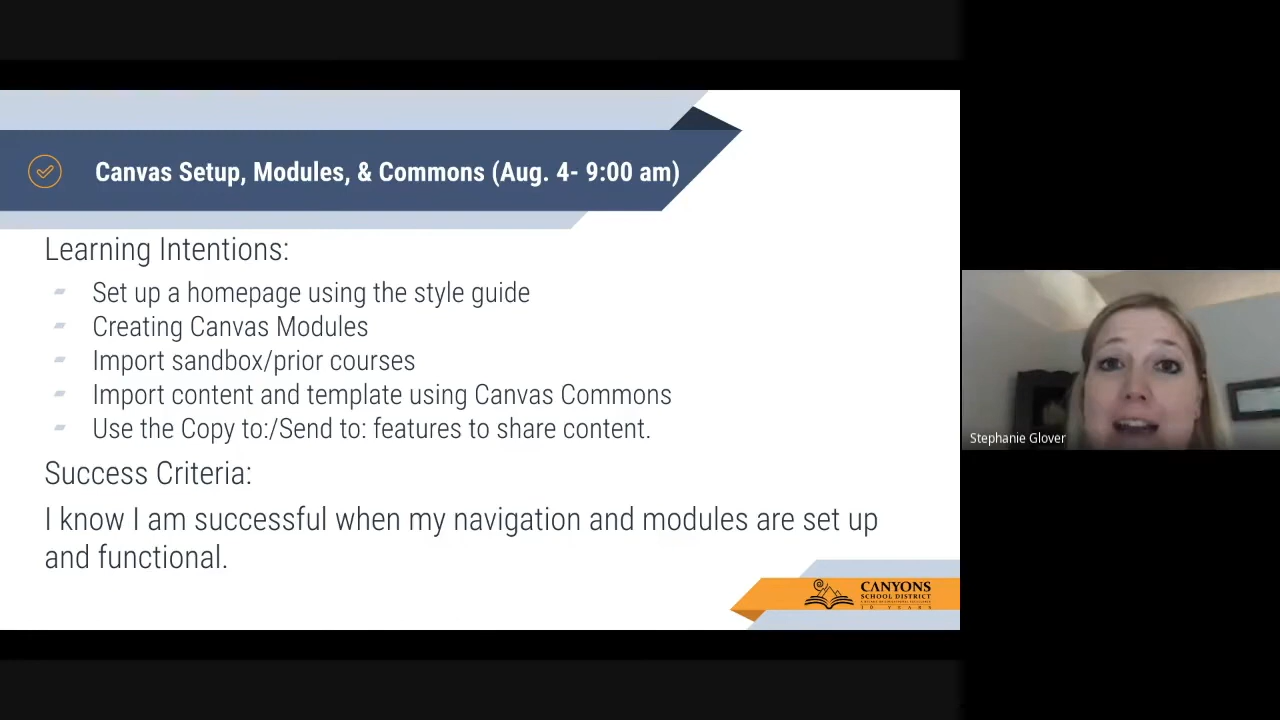 Canvas Setup, Modules, & Commons (Aug. 4- 9:00 am)
Learning Intentions:
Set up a homepage using the style guide
Creating Canvas Modules
Import sandbox/prior courses
Import content and template using Canvas Commons
Use the Copy to:/Send to: features to share content.
Success Criteria:
I know I am successful when my navigation and modules are set up
and functional.
Stephanie Glover
CANYONS
SCHOOL DISTRICT
10 YEARS